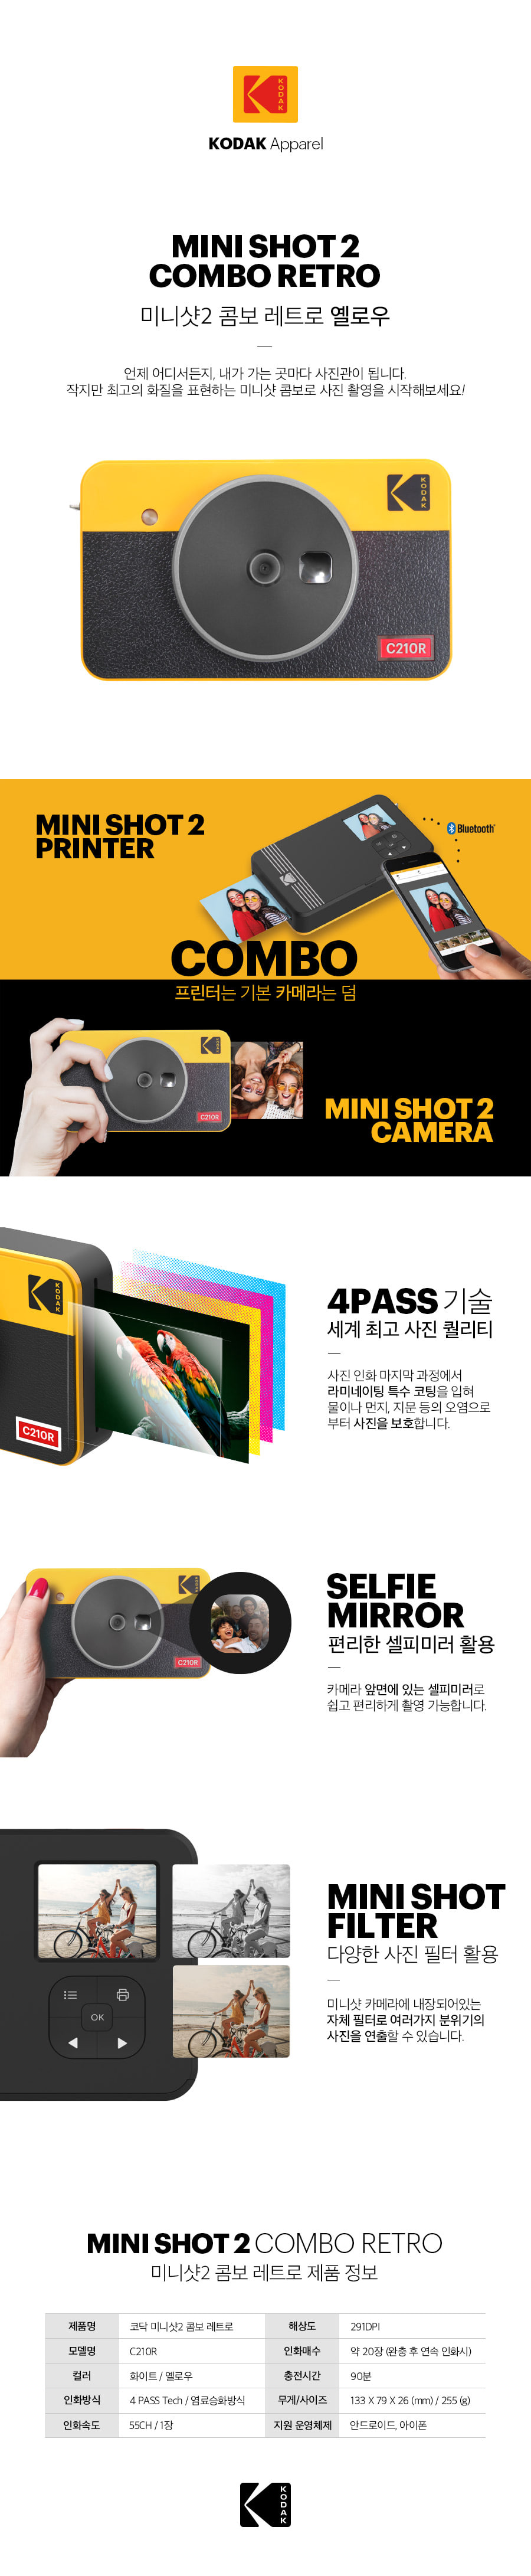 KODAK
KODAK Apparel
MINI SHOT 2
COMBO RETRO
미니샷2 콤보 레트로 옐로우
언제 어디서든지, 내가 가는 곳마다 사진관이 됩니다.
작지만 최고의 화질을 표현하는 미니샷 콤보로 사진 촬영을 시작해보세요!
KODAK
C210R
MINI SHOT 2
PRINTER
Bluetooth
COMBO
프린터는 기본 카메라는 덤
KODAK
C210R
MINI SHOT 2
CAMERA
KODAK
C210R
4PASS 기술
세계 최고 사진 퀄리티
사진 인화 마지막 과정에서
라미네이팅 특수 코팅을 입혀
물이나 먼지, 지문 등의 오염으로
부터 사진을 보호합니다.
KODAK
C210R
SELFIE
MIRROR
편리한 셀피미러 활용
카메라 앞면에 있는 셀피미러로
쉽고 편리하게 촬영 가능합니다.
OK
MINI SHOT
FILTER
다양한 사진 필터 활용
미니샷 카메라에 내장되어있는
자체 필터로 여러가지 분위기의
사진을 연출할 수 있습니다.
MINI SHOT 2 COMBO RETRO
미니샷2 콤보 레트로 제품 정보
제품명 코닥 미니샷2 콤보 레트로 해상도 291DPI
모델명 C210R 인화매수 약 20장 (완충 후 연속 인화시)
컬러 화이트 / 옐로우 충전시간 90분
인화방식 4 PASS Tech / 염료승화방식 무게/사이즈 133 X 79 X 26 (mm) / 255 (g)
인화속도 55CH / 1장 지원 운영체제 안드로이드, 아이폰
KODAK